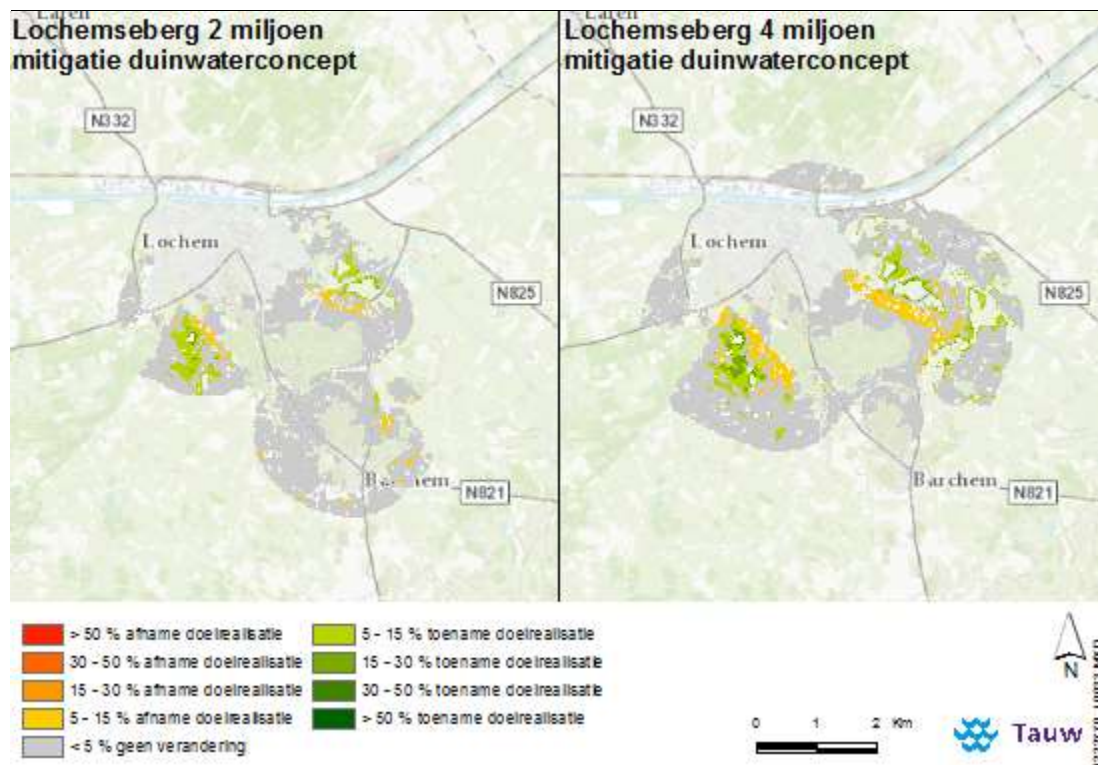 Laren
Lochemseberg 2 miljoen
mitigatie duinwaterconcept
N332
Lochem
N825
Barchem
N821
Laren
Lochemseberg 4 miljoen
mitigatie duinwaterconcept
N332
Lochem
N825
Barchem
N821
> 50 % afname doelrealisatie
30 - 50 % afname doelrealisatie
15 - 30 % afname doelrealisatie
5 - 15 % afname doelrealisatie
< 5 % geen verandering
5 - 15 % toename doelrealisatie
15 - 30 % toename doelrealisatie
30 - 50 % toename doelrealisatie
> 50 % toename doelrealisatie
0 1 2 Km
N
Tauw